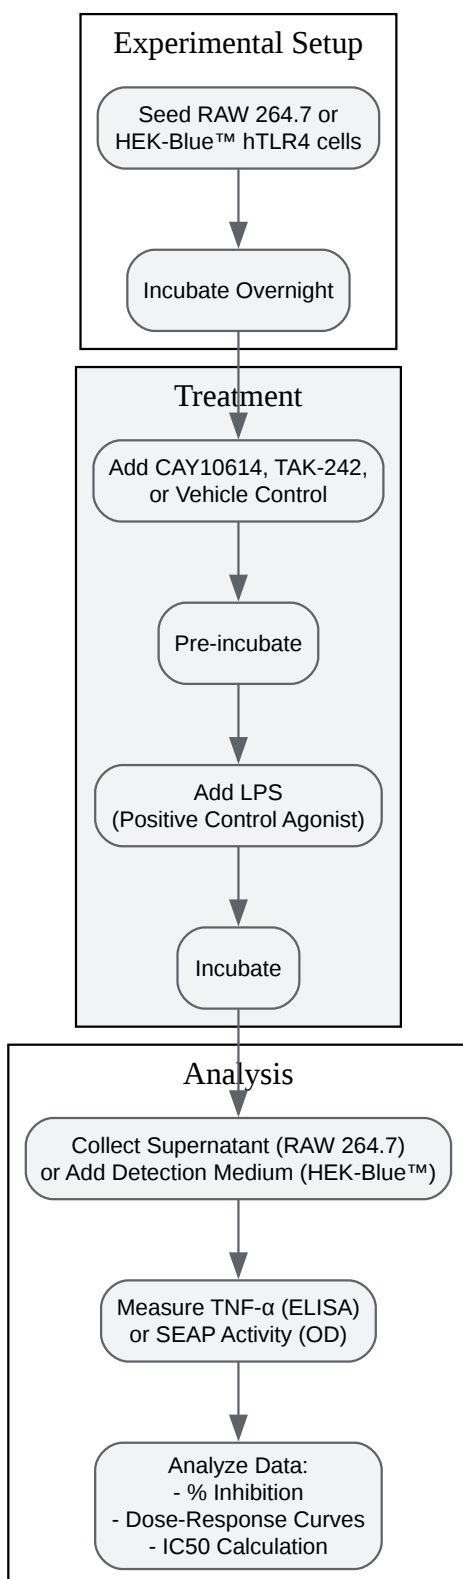 Experimental Setup
Seed RAW 264.7 or
HEK-Blue™ hTLR4 cells
Incubate Overnight
Treatment
Add CAY10614, TAK-242,
or Vehicle Control
Pre-incubate
Add LPS
(Positive Control Agonist)
Incubate
Analysis
Collect Supernatant (RAW 264.7)
or Add Detection Medium (HEK-Blue™)
Measure TNF-α (ELISA)
or SEAP Activity (OD)
Analyze Data:
- % Inhibition
- Dose-Response Curves
- IC50 Calculation